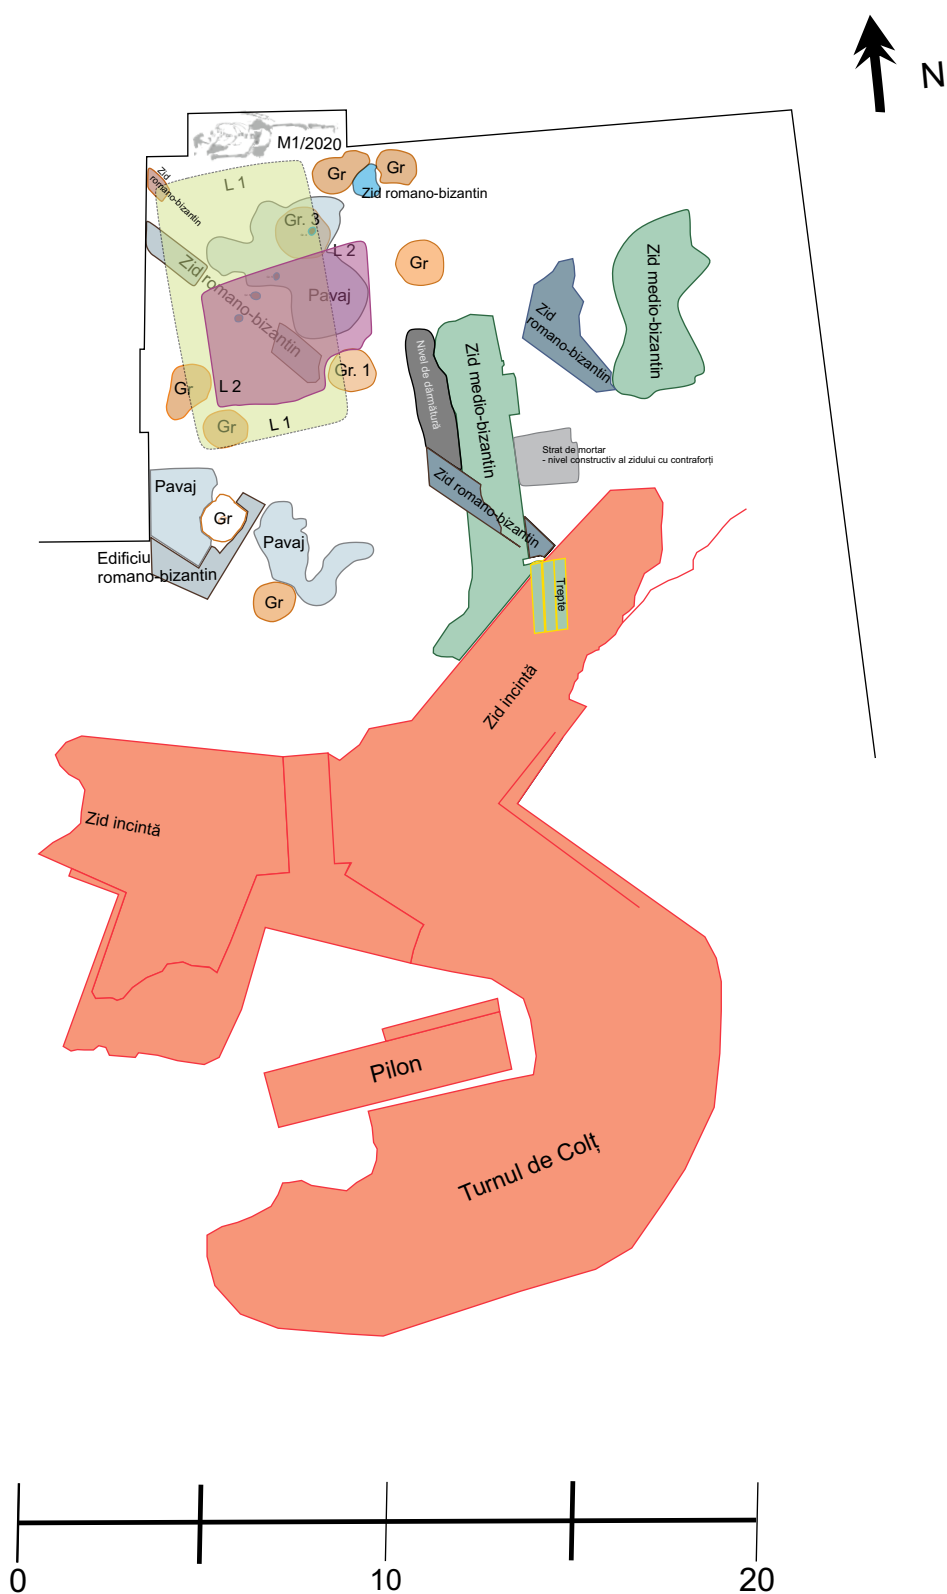 N
M1/2020
Zid
romano-bizantin
L 1
Gr
Gr
Zid romano-bizantin
Gr. 3
L 2
Gr
Zid romano-bizantin
Pavaj
Zid
romano-bizantin
Zid medio-bizantin
Nivel de dărmătură
Zid medio-bizantin
Gr. 1
Gr
L 2
Gr
L 1
Strat de mortar
- nivel constructiv al zidului cu contraforți
Zid romano-bizantin
Pavaj
Gr
Pavaj
Edificiu
romano-bizantin
Gr
Trepte
Zid incintă
Zid incintă
Pilon
Turnul de Colț
0
10
20